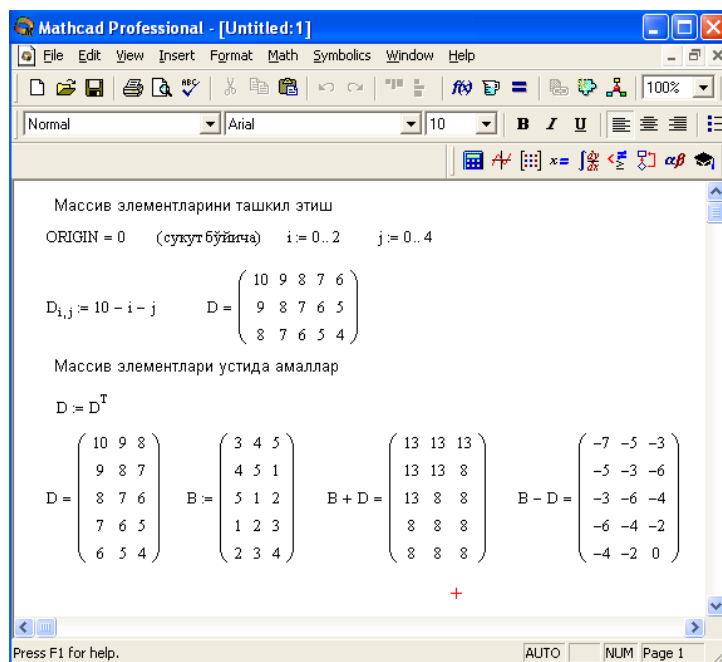 Mathcad Professional - [Untitled:1]
File Edit View Insert Format Math Symbolics Window Help
100%
Normal Arial 10 B I U
Массив элементларини ташкил этиш
ORIGIN = 0 (сукут бўйича) i := 0.. 2 j := 0.. 4
D i,j := 10 − i − j D = ( 10 9 8 7 6
9 8 7 6 5
8 7 6 5 4 )
Массив элементлари устида амаллар
D := D^T
D = ( 10 9 8
9 8 7
8 7 6
7 6 5
6 5 4 )
B := ( 3 4 5
4 5 1
5 1 2
1 2 3
2 3 4 )
B + D = ( 13 13 13
13 13 8
13 8 8
8 8 8
8 8 8 )
B − D = ( −7 −5 −3
−5 −3 −6
−3 −6 −4
−6 −4 −2
−4 −2 0 )
Press F1 for help. AUTO NUM Page 1